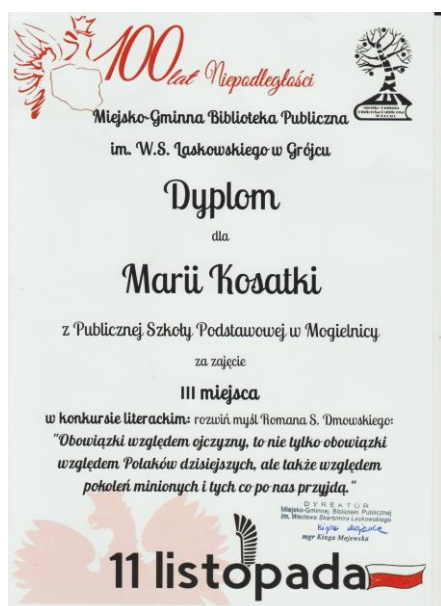 100 lat Niepodległości
Miejsko-Gminna Biblioteka Publiczna
im. W.S. Laskowskiego w Grójcu
Dyplom
dla
Marii Kosatki
z Publicznej Szkoły Podstawowej w Mogielnicy
za zajęcie
III miejsca
w konkursie literackim: rozwiń myśl Romana S. Dmowskiego:
"Obowiązki względem ojczyzny, to nie tylko obowiązki
względem Polaków dzisiejszych, ale także względem
pokoleń minionych i tych co po nas przyjdą."
DYREKTOR
Miejsko-Gminnej Biblioteki Publicznej
im. Wacława Skarbimira Laskowskiego
Kinga Majewska
mgr Kinga Majewska
11 listopada